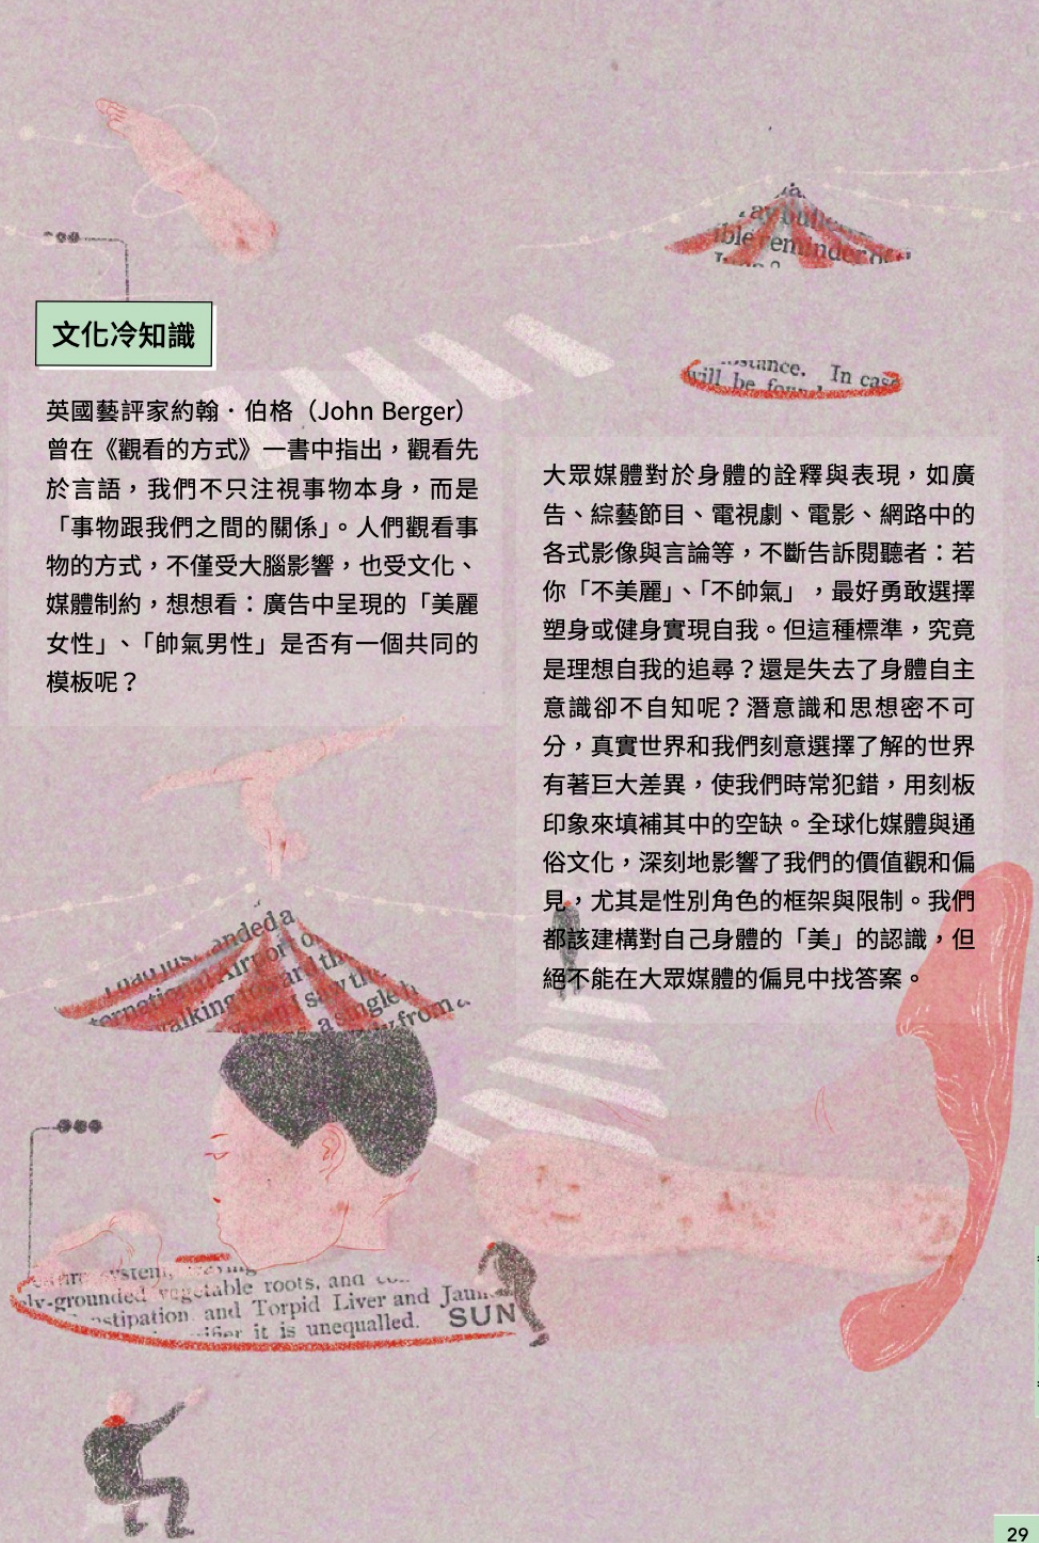 文化冷知識
英國藝評家約翰．伯格（John Berger）
曾在《觀看的方式》一書中指出，觀看先
於言語，我們不只注視事物本身，而是
「事物跟我們之間的關係」。人們觀看事
物的方式，不僅受大腦影響，也受文化、
媒體制約，想想看：廣告中呈現的「美麗
女性」、「帥氣男性」是否有一個共同的
模板呢？
大眾媒體對於身體的詮釋與表現，如廣
告、綜藝節目、電視劇、電影、網路中的
各式影像與言論等，不斷告訴閱聽者：若
你「不美麗」、「不帥氣」，最好勇敢選擇
塑身或健身實現自我。但這種標準，究竟
是理想自我的追尋？還是失去了身體自主
意識卻不自知呢？潛意識和思想密不可
分，真實世界和我們刻意選擇了解的世界
有著巨大差異，使我們時常犯錯，用刻板
印象來填補其中的空缺。全球化媒體與通
俗文化，深刻地影響了我們的價值觀和偏
見，尤其是性別角色的框架與限制。我們
都該建構對自己身體的「美」的認識，但
絕不能在大眾媒體的偏見中找答案。
reminder
In case
will be
Airport
walking toward
I say the
a single
from a
vegetable roots, and
and Torpid Liver and
it is unequalled.
SUN
29